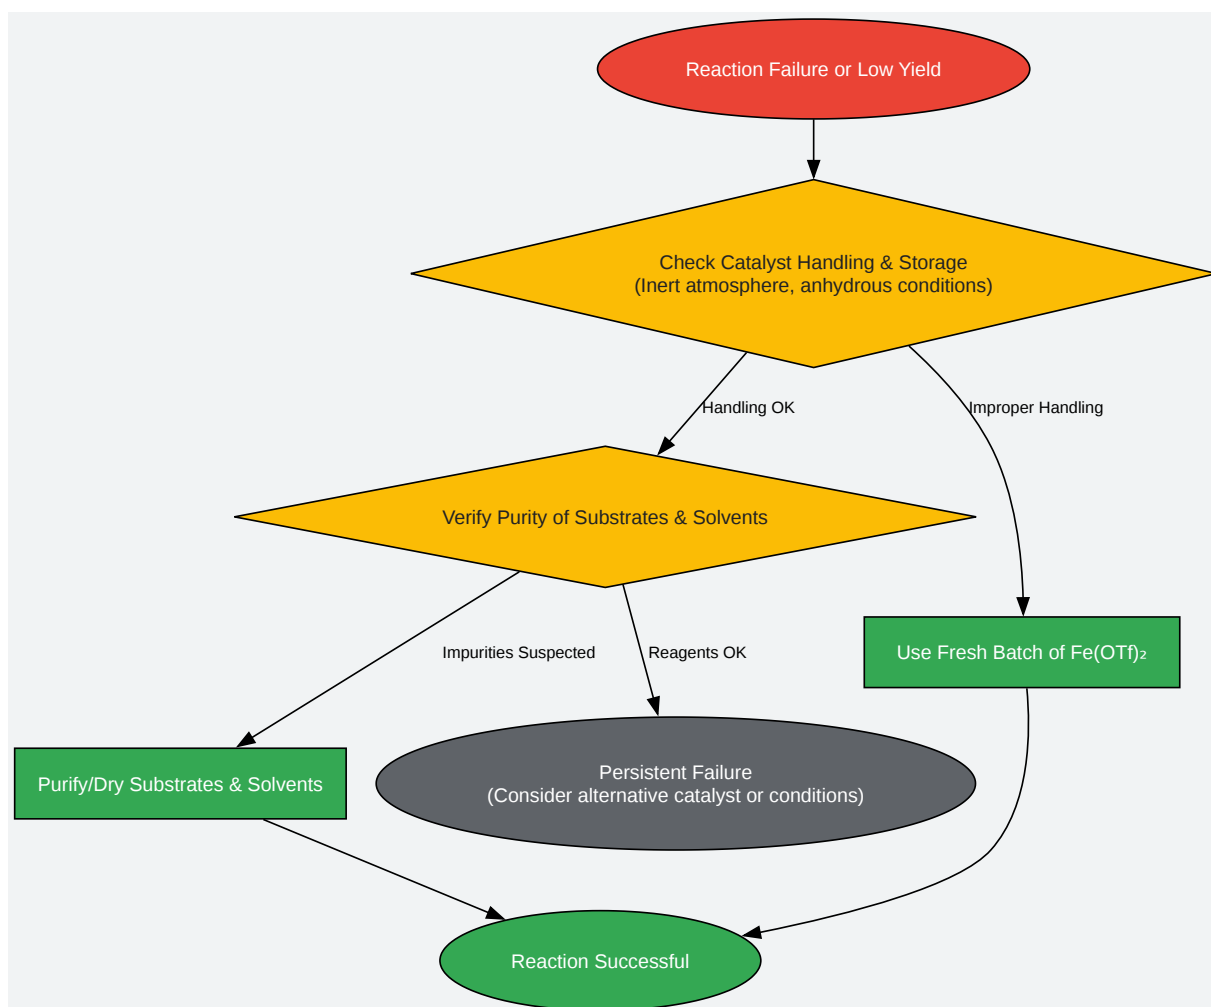 Reaction Failure or Low Yield
Check Catalyst Handling & Storage
(Inert atmosphere, anhydrous conditions)
Handling OK
Improper Handling
Verify Purity of Substrates & Solvents
Impurities Suspected
Reagents OK
Use Fresh Batch of Fe(OTf)₂
Purify/Dry Substrates & Solvents
Persistent Failure
(Consider alternative catalyst or conditions)
Reaction Successful